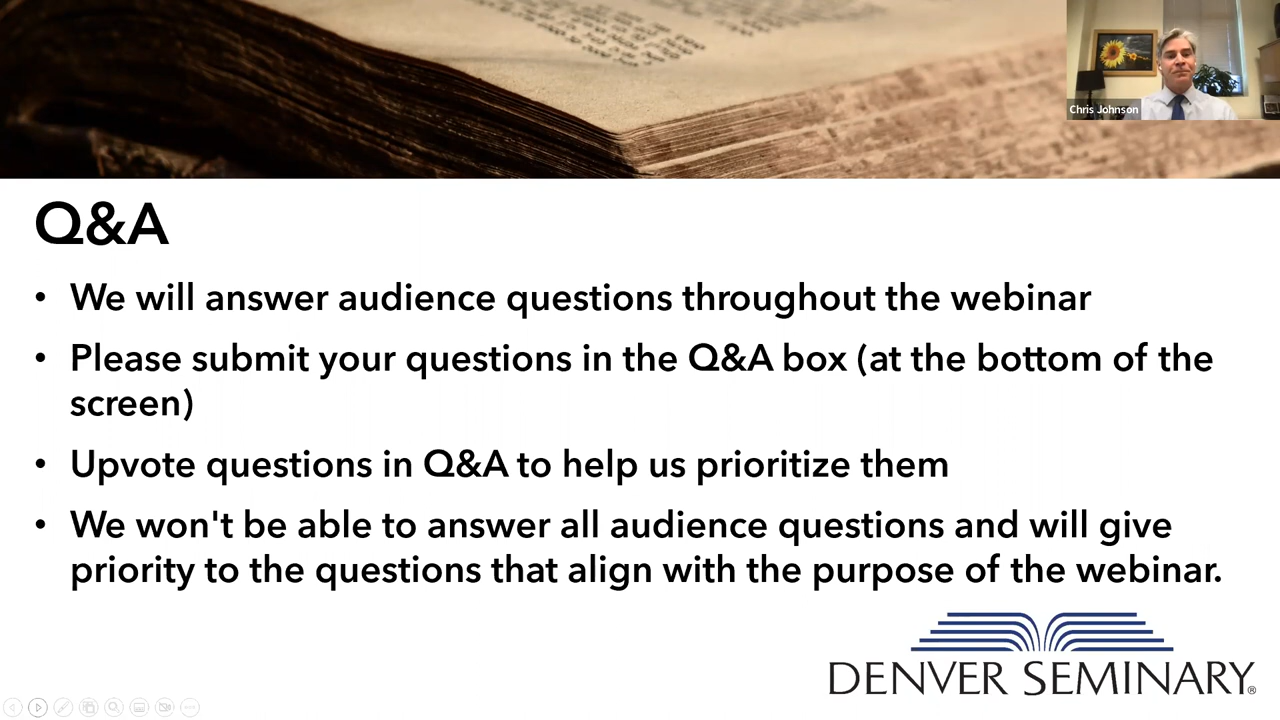 Chris Johnson
Q&A
• We will answer audience questions throughout the webinar
• Please submit your questions in the Q&A box (at the bottom of the
screen)
• Upvote questions in Q&A to help us prioritize them
• We won't be able to answer all audience questions and will give
priority to the questions that align with the purpose of the webinar.
DENVER SEMINARY®